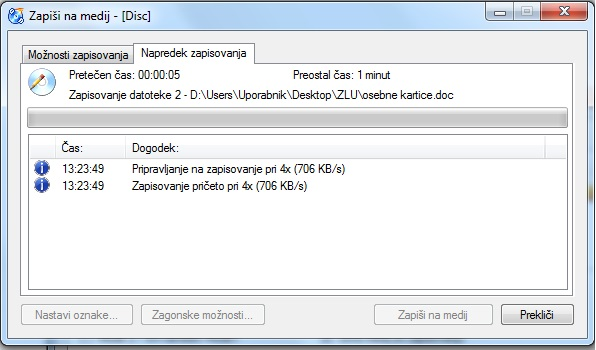 Zapiši na medij - [Disc]
Možnosti zapisovanja
Napredek zapisovanja
Pretečen čas: 00:00:05
Preostal čas: 1 minut
Zapisovanje datoteke 2 - D:\Users\Uporabnik\Desktop\ZLU\osebne kartice.doc
Čas:
Dogodek:
13:23:49 Pripravljanje na zapisovanje pri 4x (706 KB/s)
13:23:49 Zapisovanje pričeto pri 4x (706 KB/s)
Nastavi oznake...
Zagonske možnosti...
Zapiši na medij
Prekliči